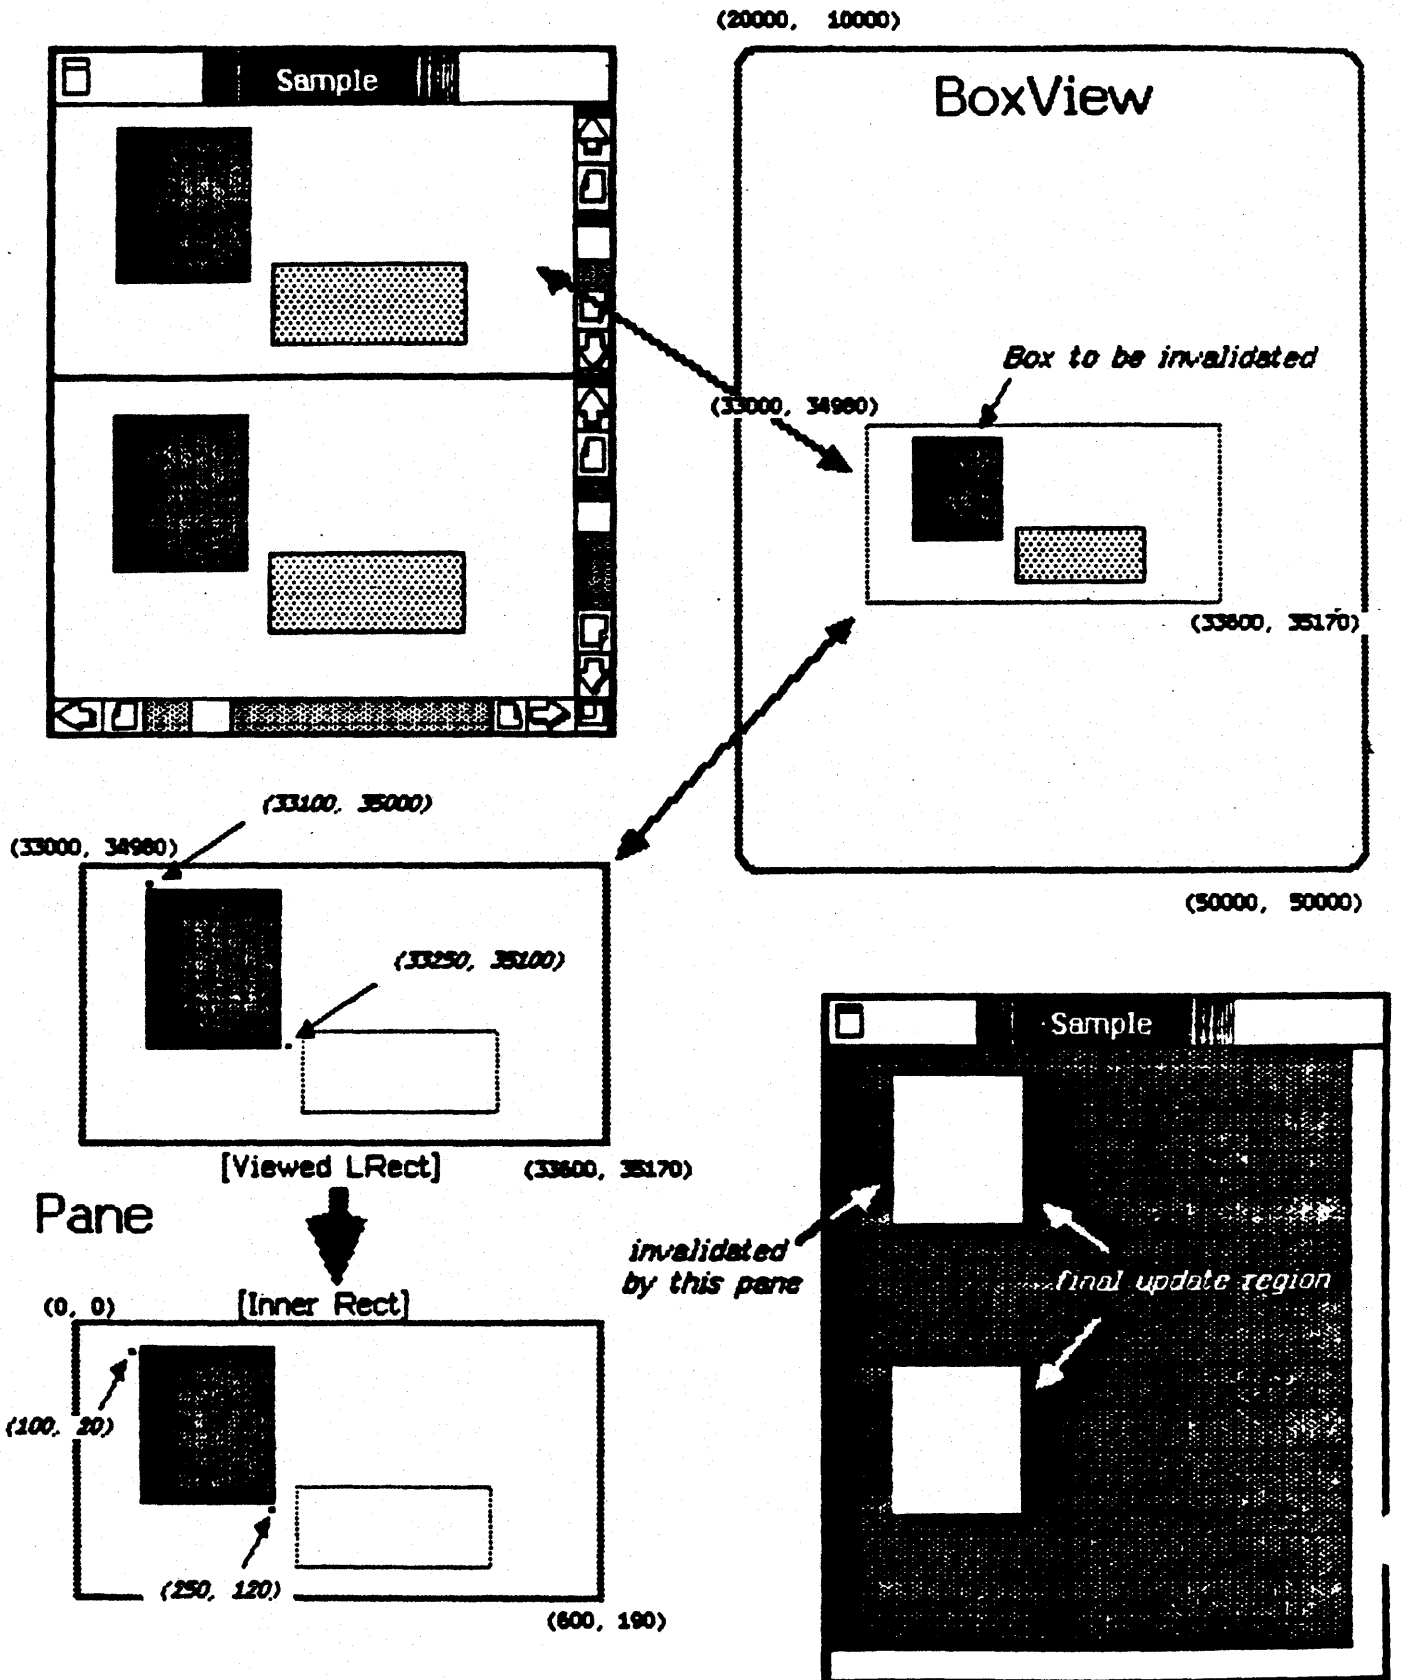 (20000, 10000)
Sample
BoxView
Box to be invalidated
(33000, 34980)
(33600, 35170)
(33100, 35000)
(33000, 34980)
(33250, 35100)
(50000, 50000)
[Viewed LRect]
(33600, 35170)
Pane
Sample
invalidated
by this pane
final update region
(0, 0)
[Inner Rect]
(100, 20)
(250, 120)
(600, 190)